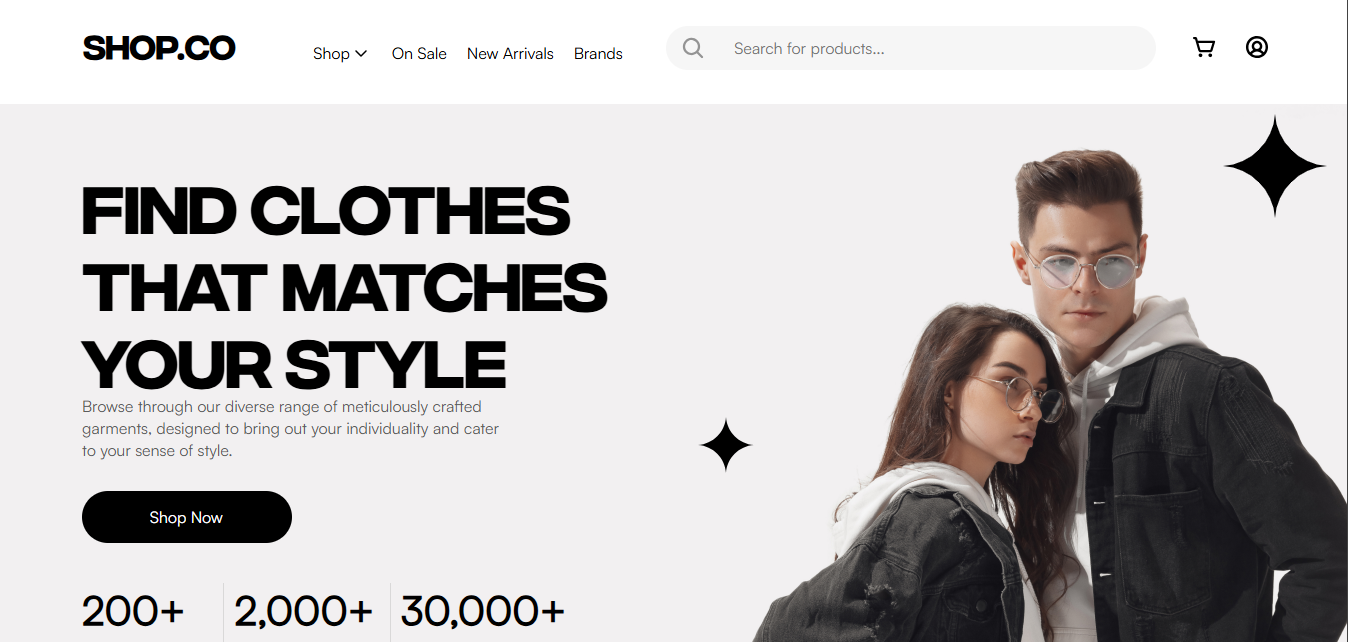 SHOP.CO
Shop On Sale New Arrivals Brands
Search for products...
FIND CLOTHES
THAT MATCHES
YOUR STYLE
Browse through our diverse range of meticulously crafted
garments, designed to bring out your individuality and cater
to your sense of style.
Shop Now
200+ 2,000+ 30,000+